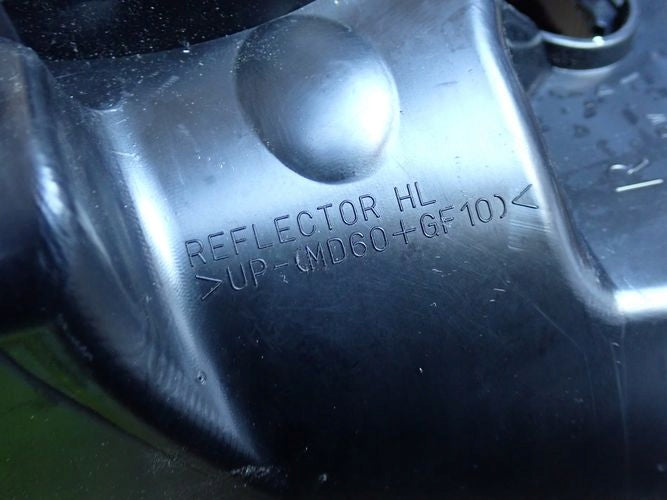 REFLECTOR HL
>UP-(MD60+GF10)<
R